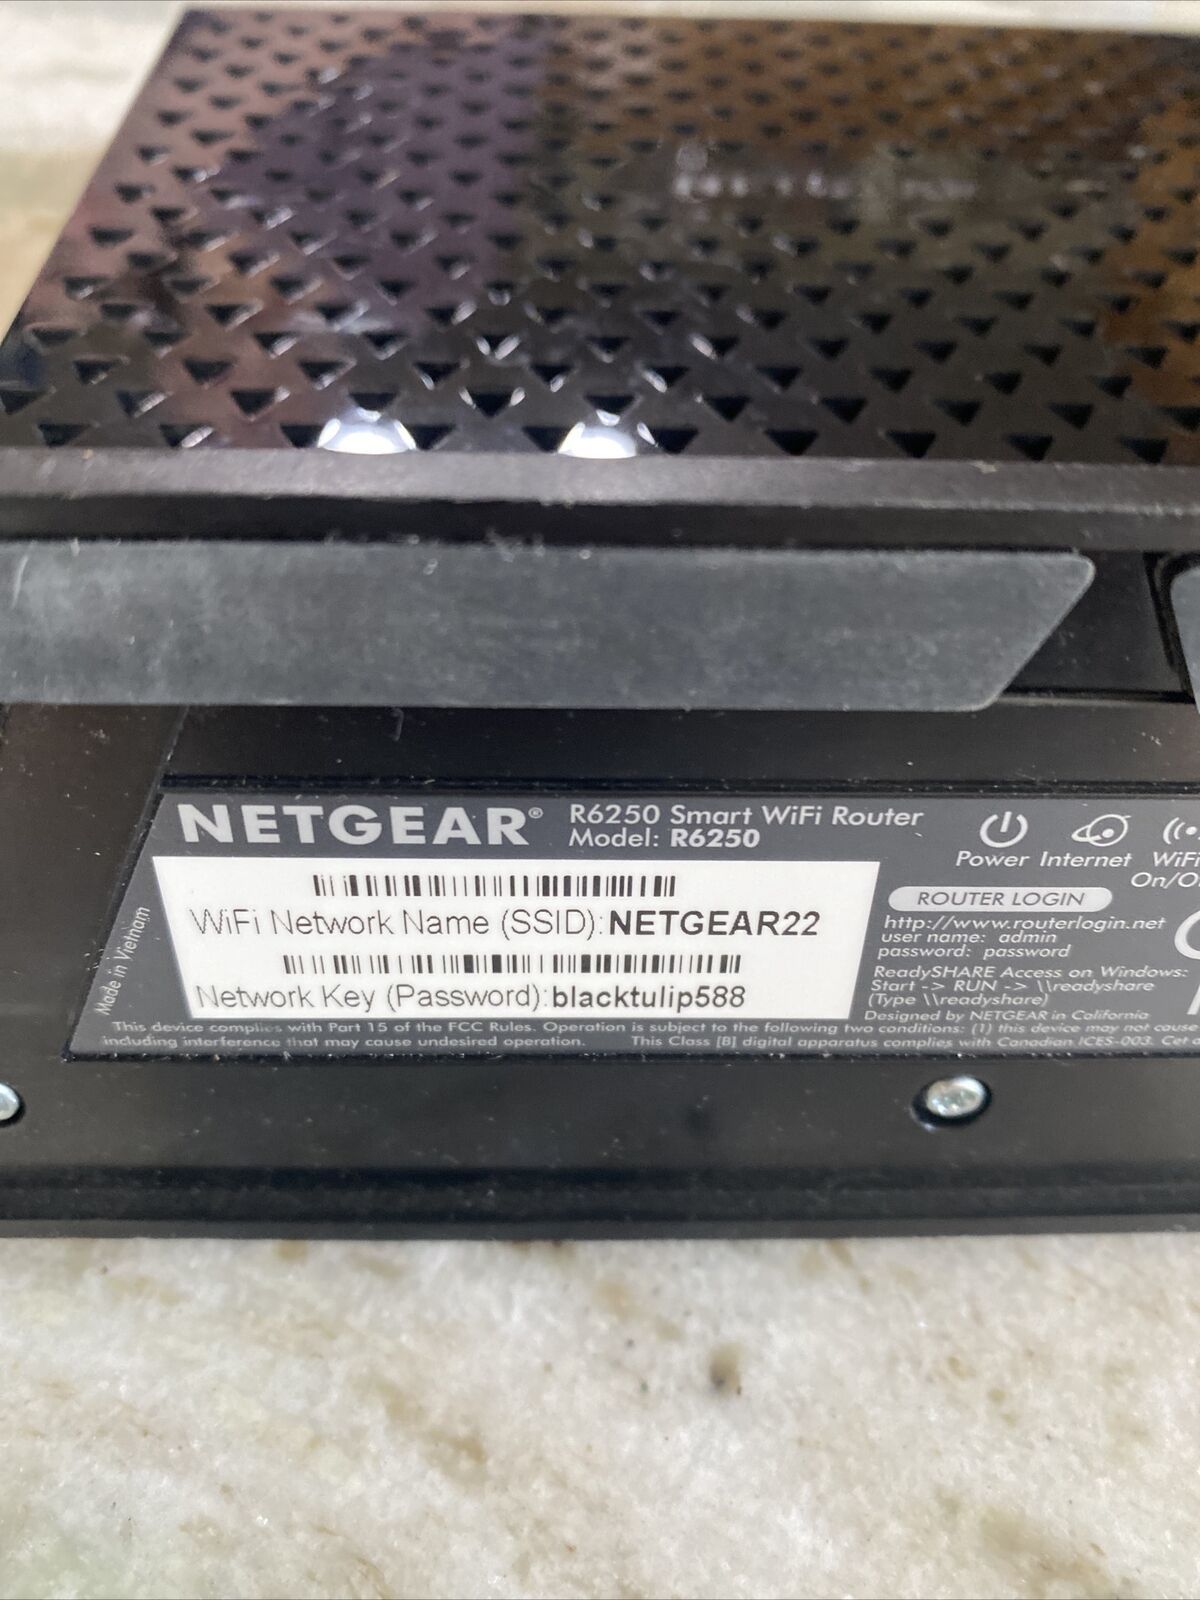 NETGEAR® R6250 Smart WiFi Router
Model: R6250
Power Internet WiFi
WiFi Network Name (SSID): NETGEAR22
Network Key (Password): blacktulip588
Made in Vietnam
ROUTER LOGIN
http://www.routerlogin.net
user name: admin
password: password
ReadySHARE Access on Windows:
Start -> RUN -> \\readyshare
(Type \\readyshare)
Designed by NETGEAR in California
This device complies with Part 15 of the FCC Rules. Operation is subject to the following two conditions: (1) this device may not cause
including interference that may cause undesired operation. This Class [B] digital apparatus complies with Canadian ICES-003. Cet